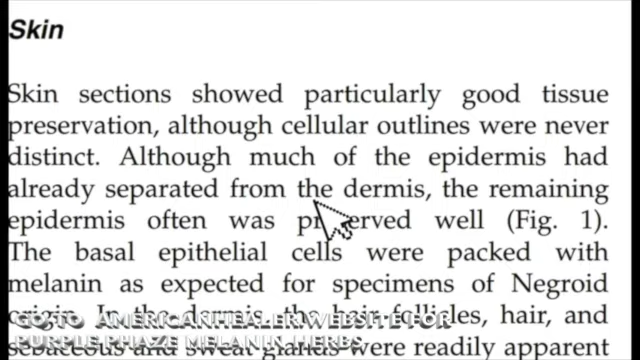 Skin
Skin sections showed particularly good tissue
preservation, although cellular outlines were never
distinct. Although much of the epidermis had
already separated from the dermis, the remaining
epidermis often was preserved well (Fig. 1).
The basal epithelial cells were packed with
melanin as expected for specimens of Negroid
origin. In the dermis, the hair follicles, hair, and
GO TO AMERICANHEALER.WEBSITE FOR
PURPLE PHAZE MELANIN HERBS
sebaceous and sweat glands were readily apparent